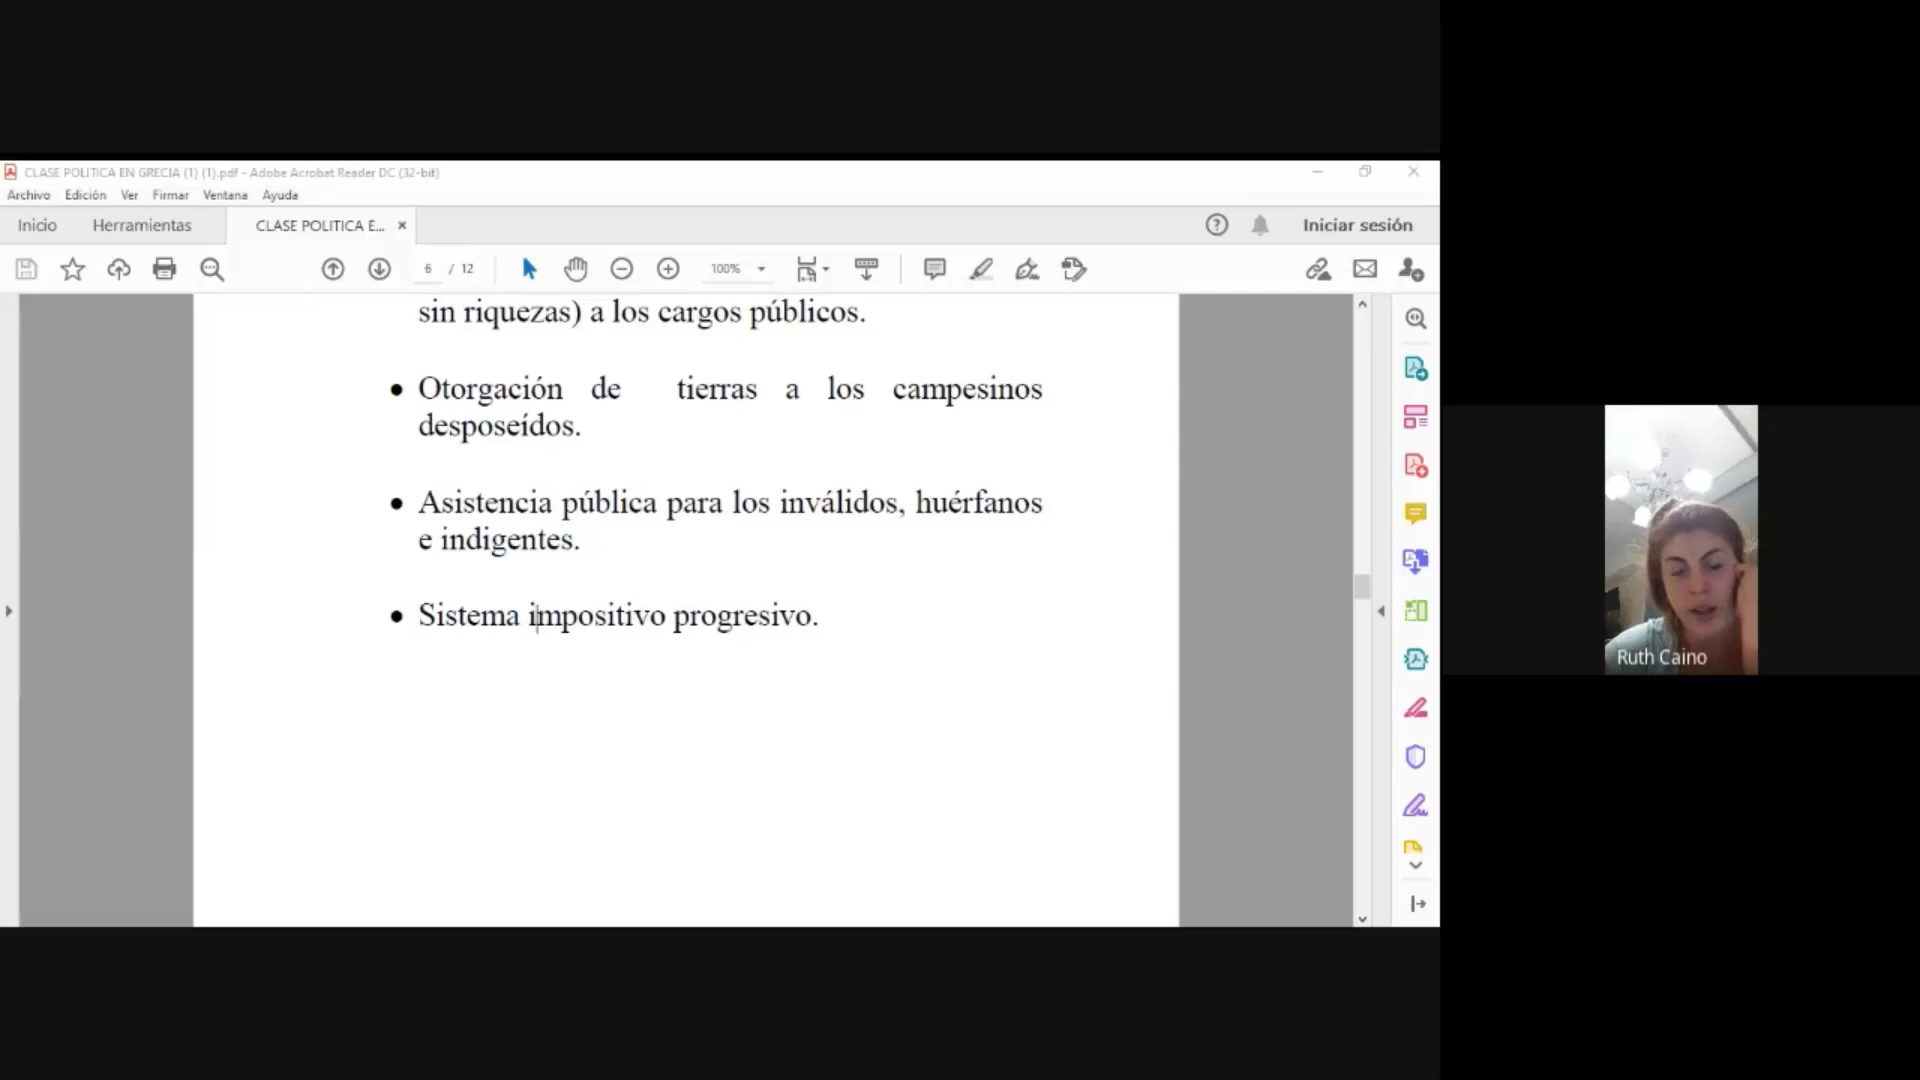 CLASE POLITICA EN GRECIA (1) (1).pdf - Adobe Acrobat Reader DC (32-bit)
Archivo Edición Ver Firmar Ventana Ayuda
Inicio Herramientas CLASE POLITICA E... Iniciar sesión
6 / 12 100%
sin riquezas) a los cargos públicos.
• Otorgación de tierras a los campesinos
desposeídos.
• Asistencia pública para los inválidos, huérfanos
e indigentes.
• Sistema impositivo progresivo.
Ruth Caino